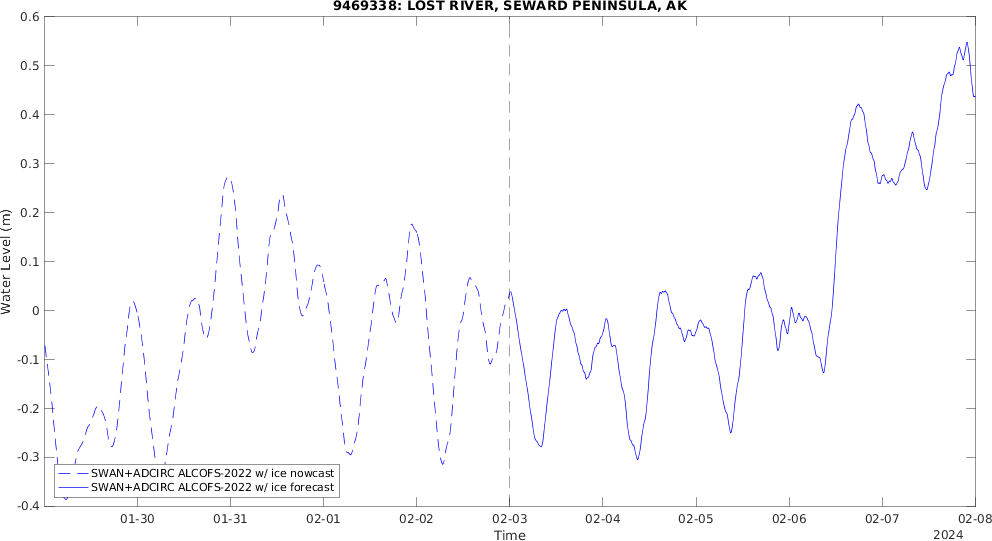 9469338: LOST RIVER, SEWARD PENINSULA, AK
0.6
0.5
0.4
0.3
0.2
0.1
0
-0.1
-0.2
-0.3
-0.4
Water Level (m)
SWAN+ADCIRC ALCOFS-2022 w/ ice nowcast
SWAN+ADCIRC ALCOFS-2022 w/ ice forecast
01-30 01-31 02-01 02-02 02-03 02-04 02-05 02-06 02-07 02-08
Time
2024